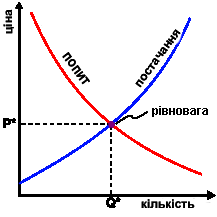 ціна
попит
постачання
рівновага
P*
Q*
кількість